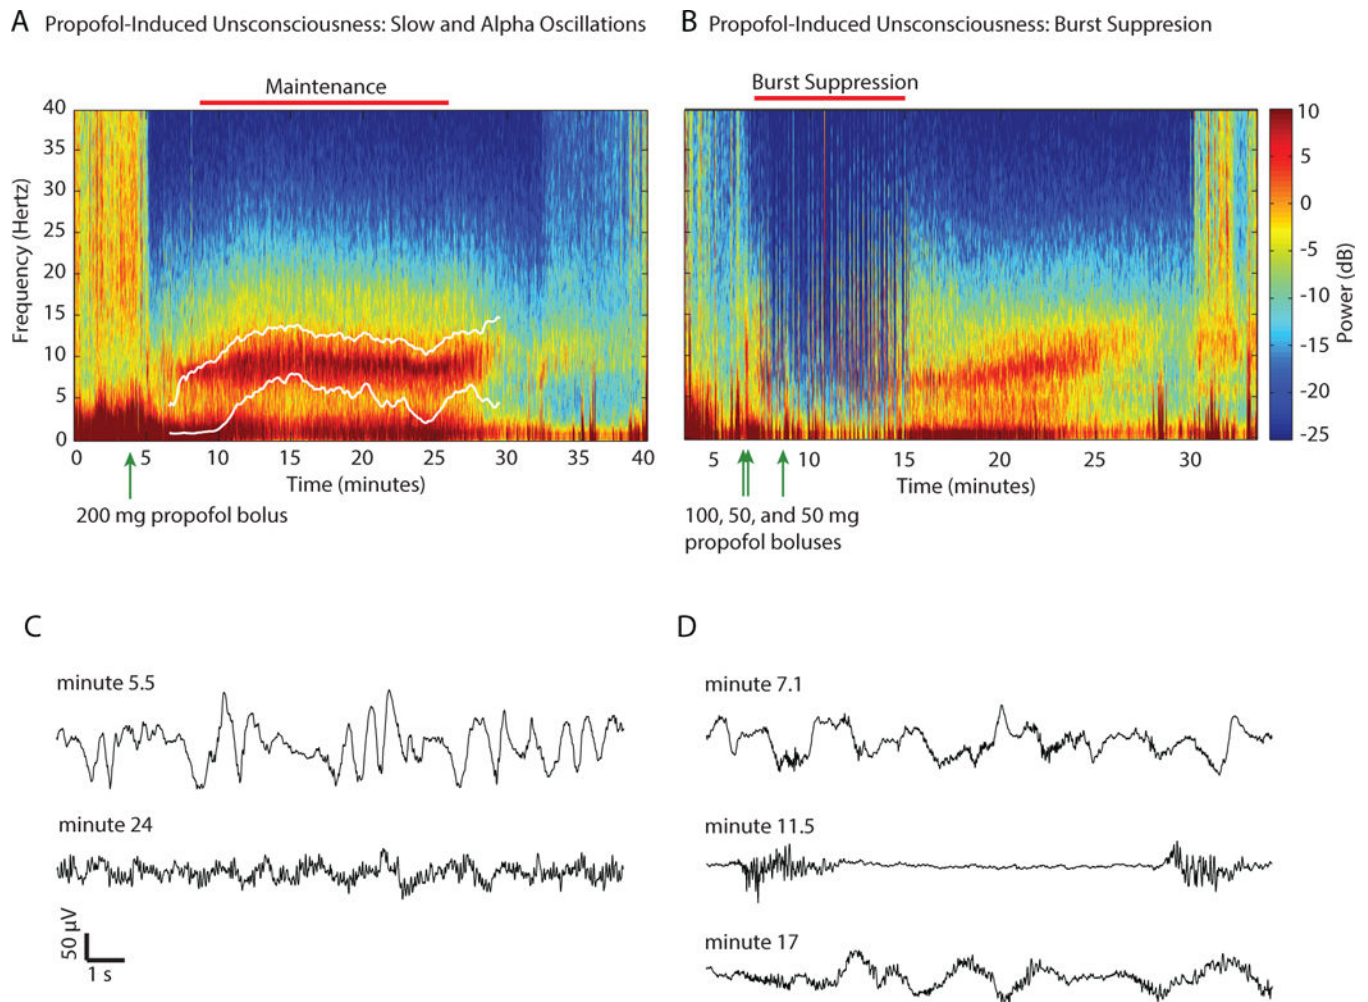 A Propofol-Induced Unsconsciousness: Slow and Alpha Oscillations
B Propofol-Induced Unsconsciousness: Burst Suppresion
Maintenance
Burst Suppression
Frequency (Hertz)
40
35
30
25
20
15
10
5
0
0 5 10 15 20 25 30 35 40
Time (minutes)
200 mg propofol bolus
5 10 15 20 25 30
Time (minutes)
100, 50, and 50 mg
propofol boluses
10
5
0
-5
-10
-15
-20
-25
Power (dB)
C
minute 5.5
minute 24
50 µV
1 s
D
minute 7.1
minute 11.5
minute 17